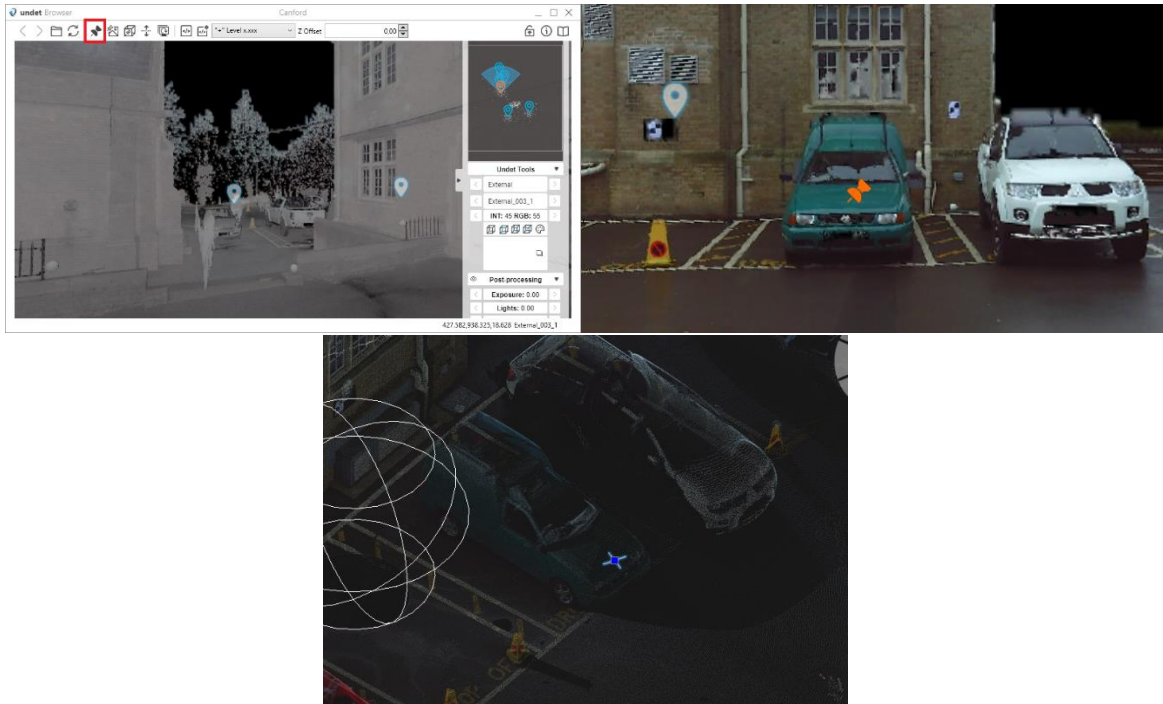 undet Browser
Canford
"+" Level x.xxx
Z Offset
0.00
Undet Tools
External
External_003_1
INT: 45 RGB: 55
Post-processing
Exposure: 0.00
Lights: 0.00
427.582,938.325,18.628 External_003_1